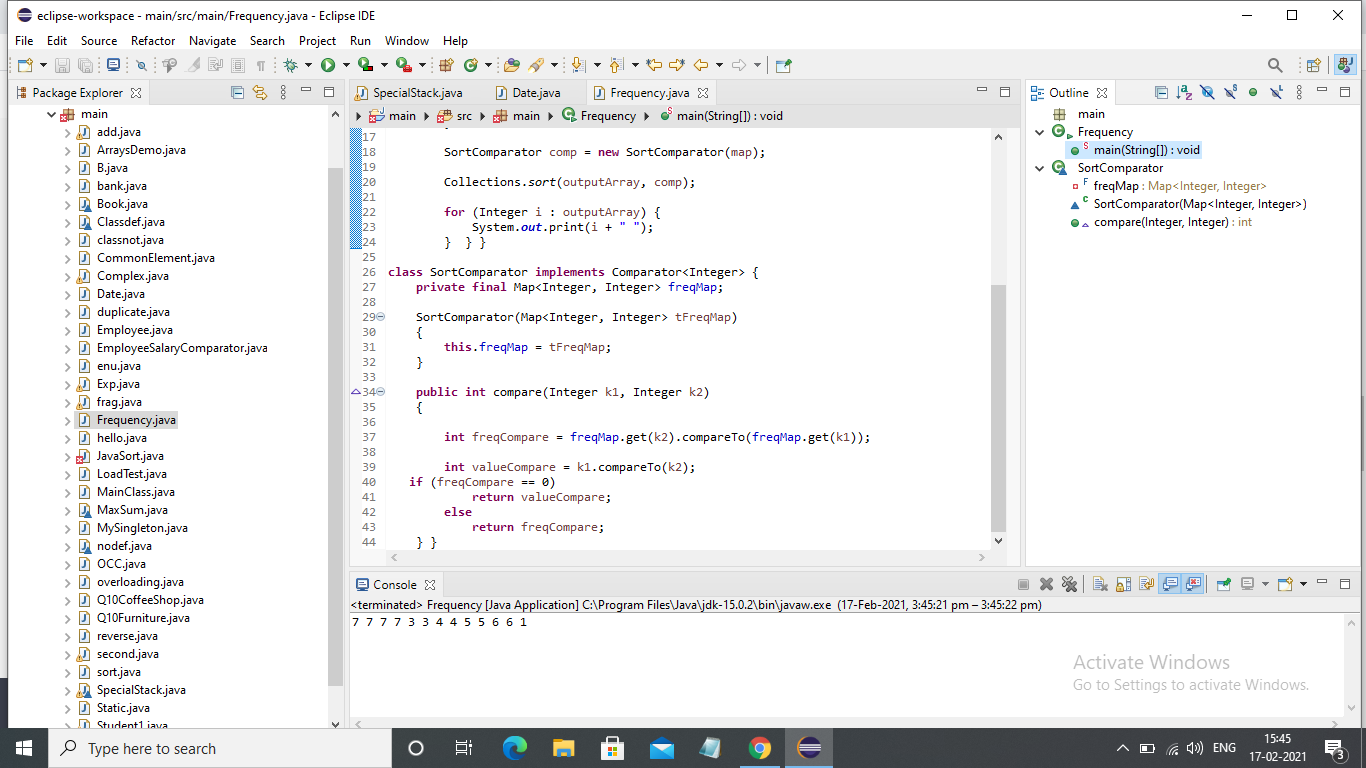 eclipse-workspace - main/src/main/Frequency.java - Eclipse IDE
File Edit Source Refactor Navigate Search Project Run Window Help
Package Explorer
main
add.java
ArraysDemo.java
B.java
bank.java
Book.java
Classdef.java
classnot.java
CommonElement.java
Complex.java
Date.java
duplicate.java
Employee.java
EmployeeSalaryComparator.java
enu.java
Exp.java
frag.java
Frequency.java
hello.java
JavaSort.java
LoadTest.java
MainClass.java
MaxSum.java
MySingleton.java
nodef.java
OCC.java
overloading.java
Q10CoffeeShop.java
Q10Furniture.java
reverse.java
second.java
sort.java
SpecialStack.java
Static.java
Student1.java
SpecialStack.java Date.java Frequency.java
main src main Frequency main(String[]) : void
17
18 SortComparator comp = new SortComparator(map);
19
20 Collections.sort(outputArray, comp);
21
22 for (Integer i : outputArray) {
23 System.out.print(i + " ");
24 } } }
25
26 class SortComparator implements Comparator<Integer> {
27 private final Map<Integer, Integer> freqMap;
28
29 SortComparator(Map<Integer, Integer> tFreqMap)
30 {
31 this.freqMap = tFreqMap;
32 }
33
34 public int compare(Integer k1, Integer k2)
35 {
36
37 int freqCompare = freqMap.get(k2).compareTo(freqMap.get(k1));
38
39 int valueCompare = k1.compareTo(k2);
40 if (freqCompare == 0)
41 return valueCompare;
42 else
43 return freqCompare;
44 } }
Outline
main
Frequency
main(String[]) : void
SortComparator
freqMap : Map<Integer, Integer>
SortComparator(Map<Integer, Integer>)
compare(Integer, Integer) : int
Console
<terminated> Frequency [Java Application] C:\Program Files\Java\jdk-15.0.2\bin\javaw.exe (17-Feb-2021, 3:45:21 pm – 3:45:22 pm)
7 7 7 7 3 3 4 4 5 5 6 6 1
Activate Windows
Go to Settings to activate Windows.
Type here to search
ENG
15:45
17-02-2021
3